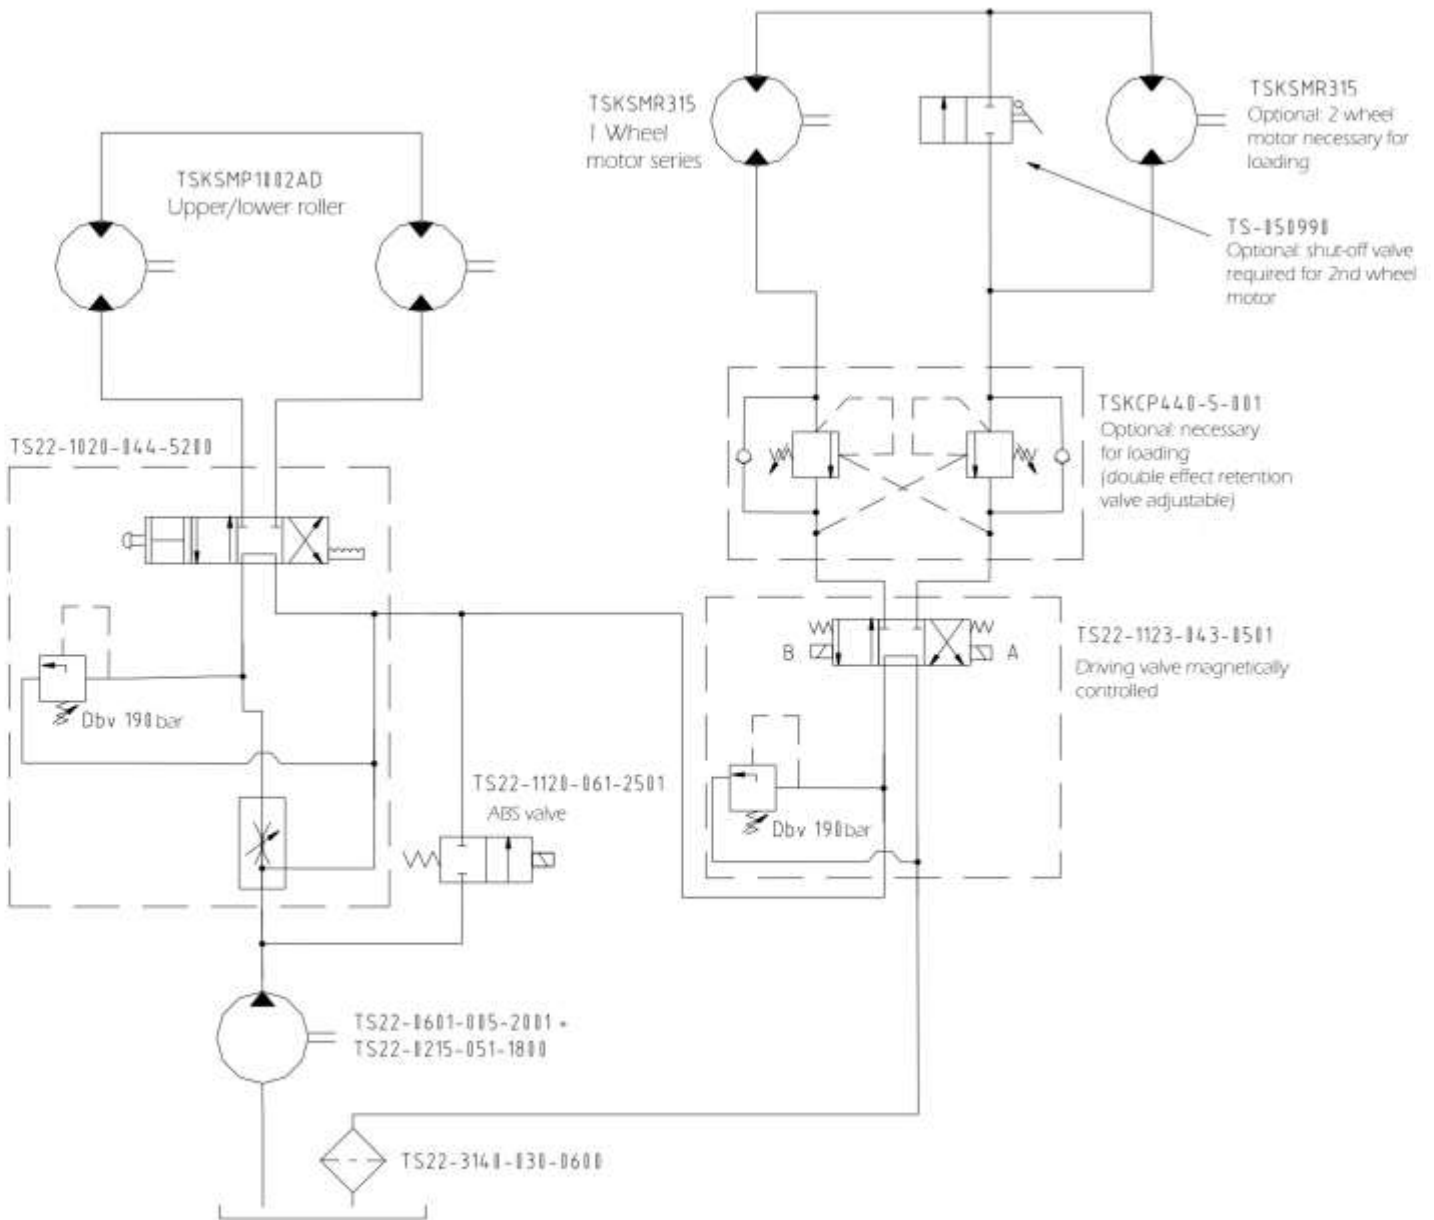 TSKSMR315
1 Wheel
motor series
TSKSMR315
Optional: 2 wheel
motor necessary for
loading
TSKSMP1002AD
Upper/lower roller
TS-050990
Optional: shut-off valve
required for 2nd wheel
motor
TSKCP440-S-001
Optional: necessary
for loading
(double effect retention
valve adjustable)
TS22-1020-044-5200
TS22-1123-043-0501
Driving valve magnetically
controlled
B
A
Dbv 190bar
TS22-1120-061-2501
ABS valve
Dbv 190bar
TS22-0601-005-2001 +
TS22-0215-051-1800
TS22-3140-030-0600